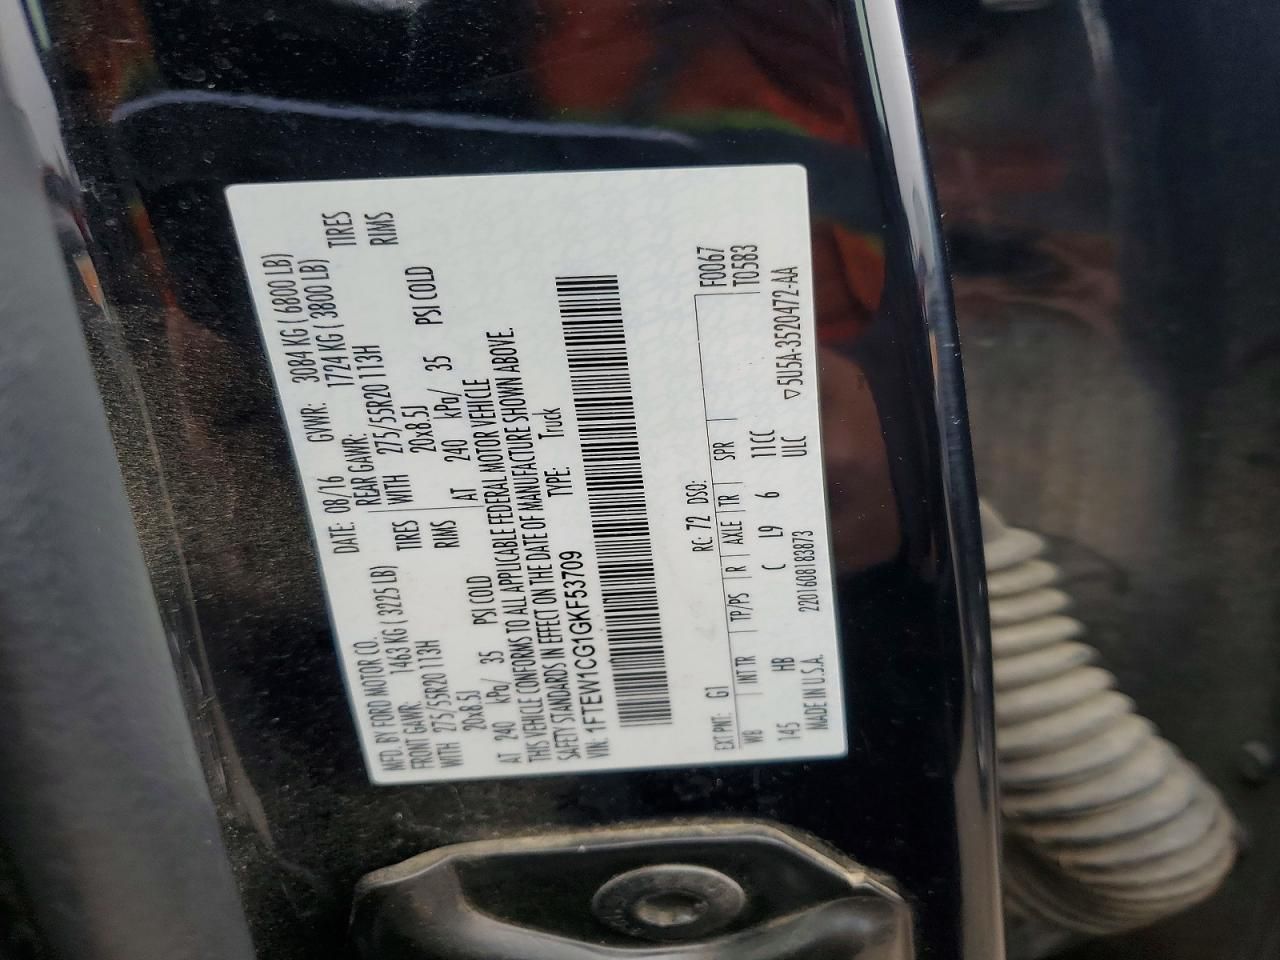 MFD. BY FORD MOTOR CO.
DATE: 08/16 GVWR: 3084 KG ( 6800 LB)
FRONT GAWR: 1463 KG ( 3225 LB) REAR GAWR: 1724 KG ( 3800 LB)
WITH 275/55R20 113H TIRES WITH 275/55R20 113H TIRES
20x8.5J RIMS 20x8.5J RIMS
AT 240 kPa/ 35 PSI COLD AT 240 kPa/ 35 PSI COLD
THIS VEHICLE CONFORMS TO ALL APPLICABLE FEDERAL MOTOR VEHICLE
SAFETY STANDARDS IN EFFECT ON THE DATE OF MANUFACTURE SHOWN ABOVE.
VIN: 1FTEW1CG1GKF53709 TYPE: Truck
F0067
EXT PNT: G1 RC: 72 DSO: T0583
WB INT TR TP/PS R AXLE TR SPR
145 HB C L9 6 11CC
ULC
▽5U5A-3520472-AA
MADE IN U.S.A. 2201608183873